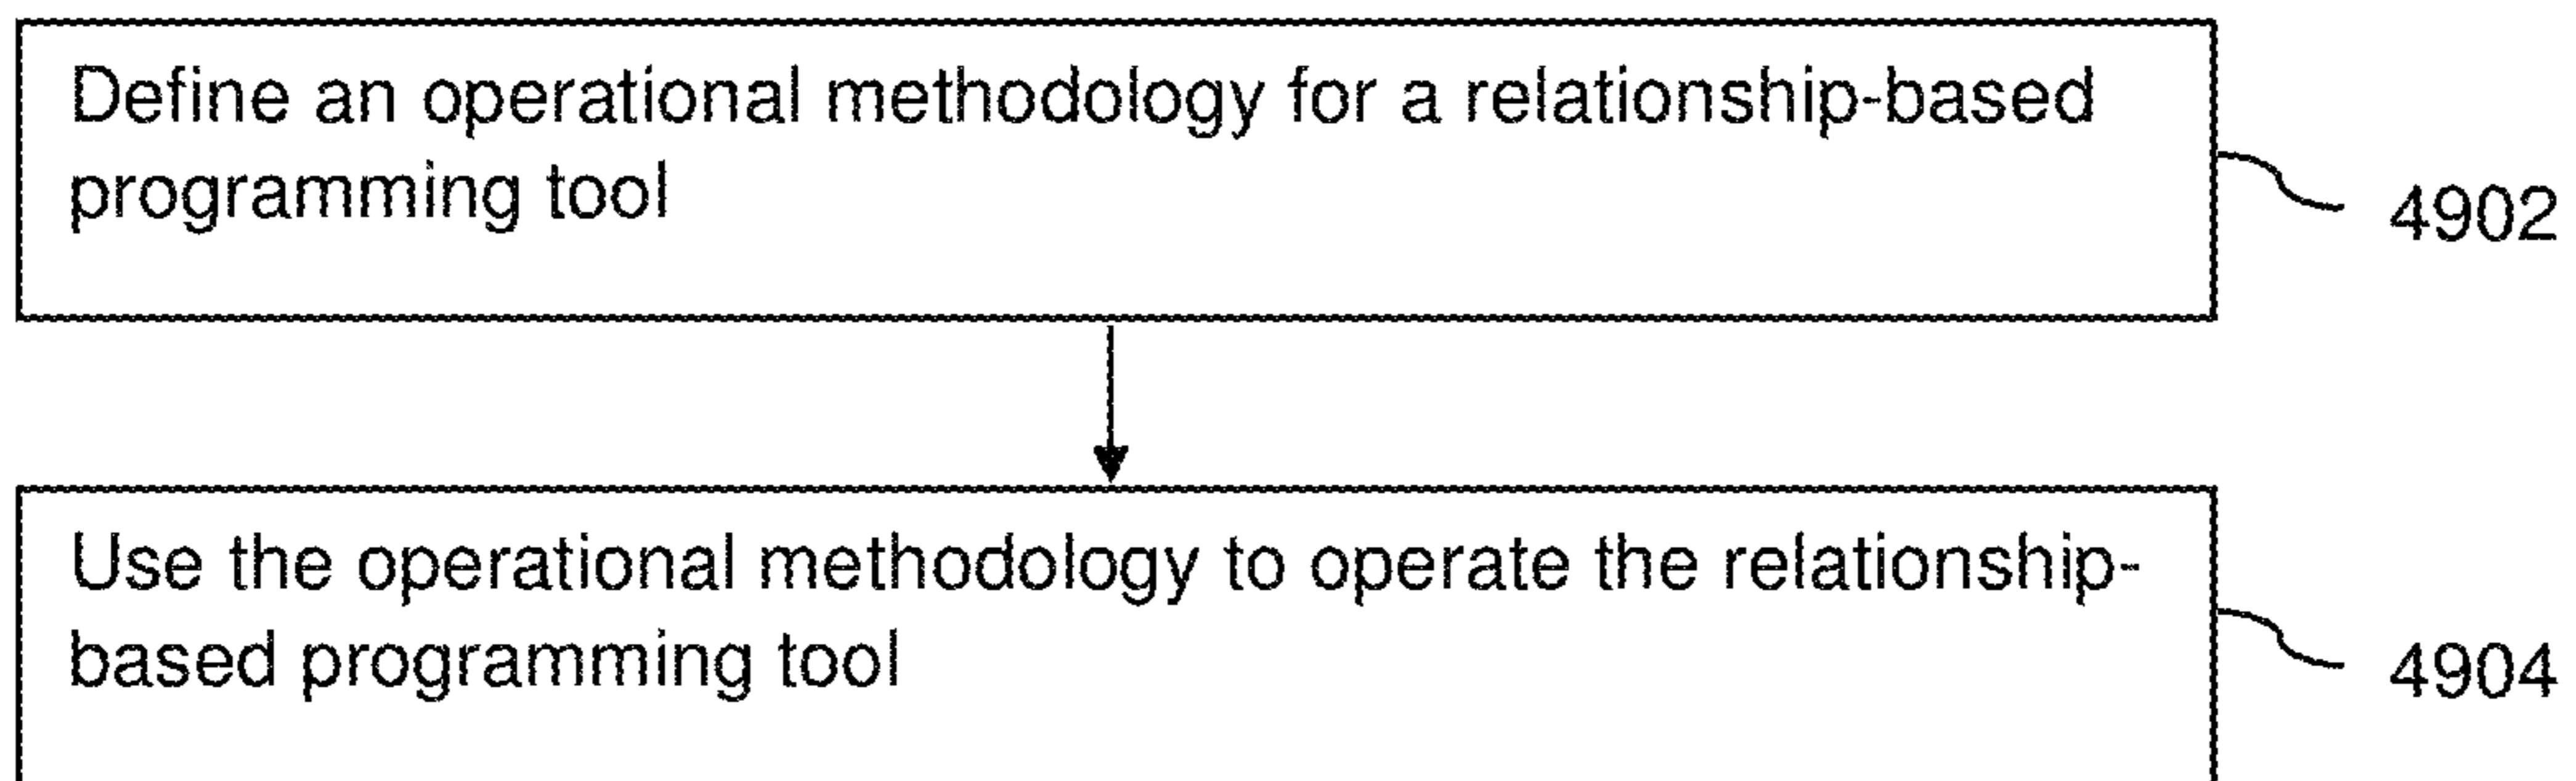 Define an operational methodology for a relationship-based
programming tool
4902
Use the operational methodology to operate the relationship-
based programming tool
4904